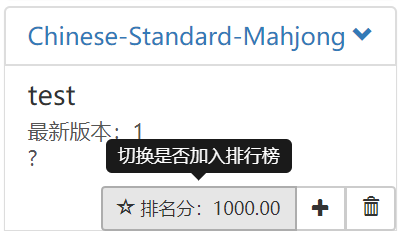 Chinese-Standard-Mahjong
test
最新版本：1
?
切换是否加入排行榜
排名分：1000.00